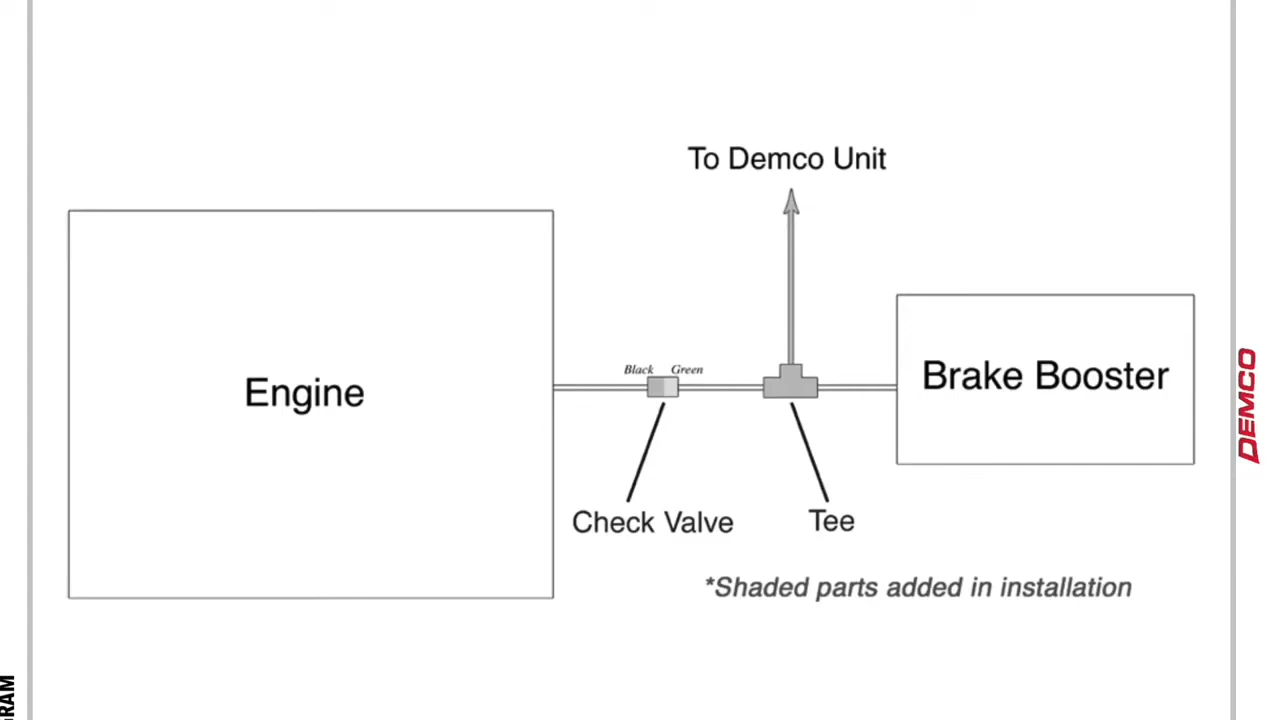 To Demco Unit
Engine
Black Green
Brake Booster
Check Valve
Tee
*Shaded parts added in installation
DEMCO